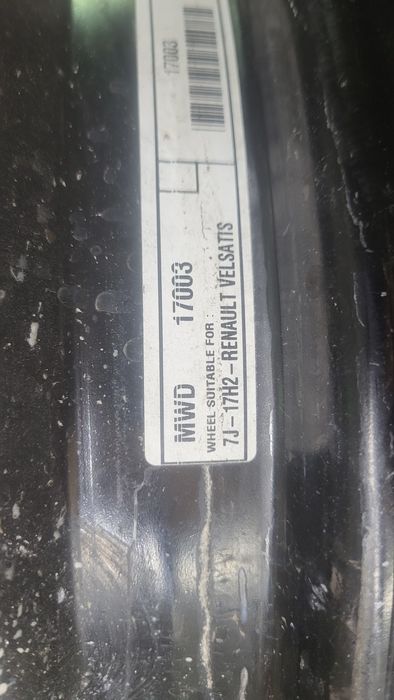 17003
MWD 17003
WHEEL SUITABLE FOR :
7J-17H2-RENAULT VELSATIS